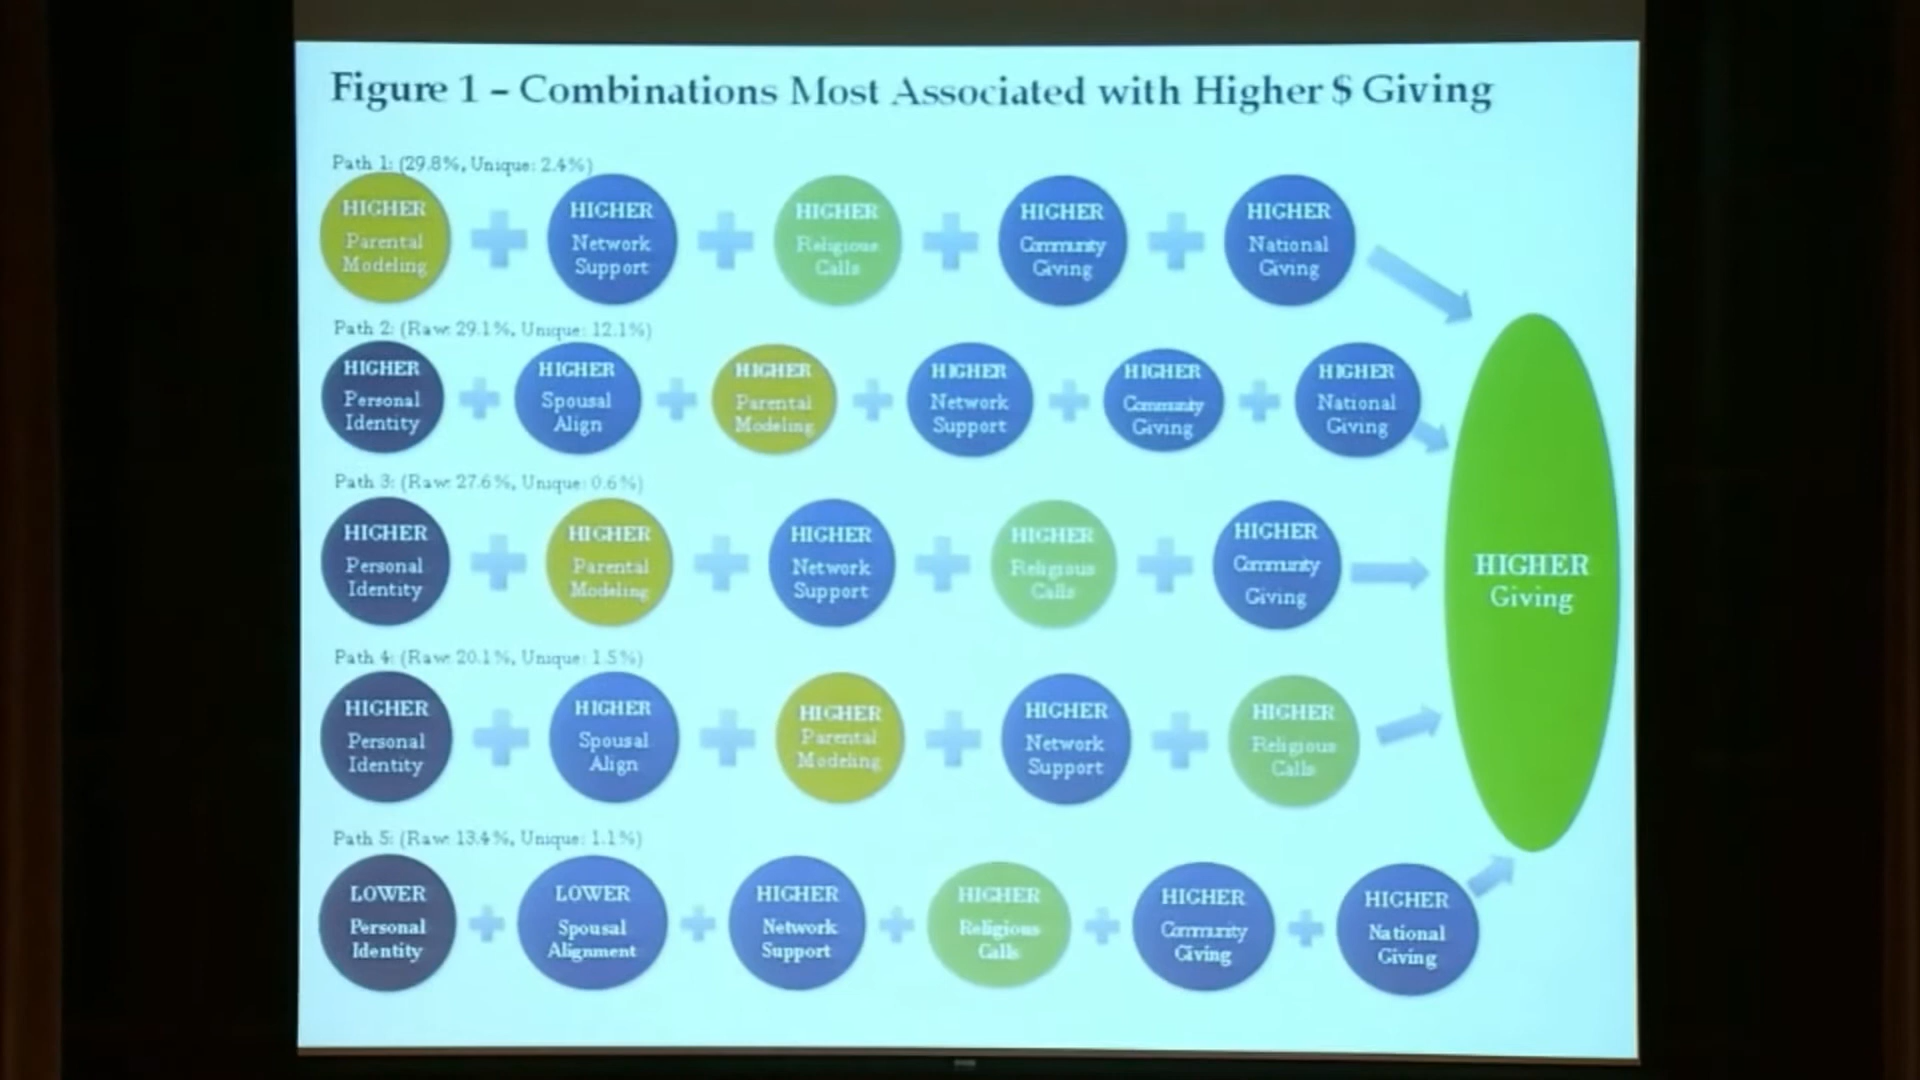 Figure 1 – Combinations Most Associated with Higher $ Giving
Path 1: (29.8%, Unique: 2.4%)
HIGHER
Parental
Modeling
HIGHER
Network
Support
HIGHER
Religious
Calls
HIGHER
Community
Giving
HIGHER
National
Giving
Path 2: (Raw: 29.1%, Unique: 12.1%)
HIGHER
Personal
Identity
HIGHER
Spousal
Align
HIGHER
Parental
Modeling
HIGHER
Network
Support
HIGHER
Community
Giving
HIGHER
National
Giving
Path 3: (Raw: 27.6%, Unique: 0.6%)
HIGHER
Personal
Identity
HIGHER
Parental
Modeling
HIGHER
Network
Support
HIGHER
Religious
Calls
HIGHER
Community
Giving
HIGHER
Giving
Path 4: (Raw: 20.1%, Unique: 1.5%)
HIGHER
Personal
Identity
HIGHER
Spousal
Align
HIGHER
Parental
Modeling
HIGHER
Network
Support
HIGHER
Religious
Calls
Path 5: (Raw: 13.4%, Unique: 1.1%)
LOWER
Personal
Identity
LOWER
Spousal
Alignment
HIGHER
Network
Support
HIGHER
Religious
Calls
HIGHER
Community
Giving
HIGHER
National
Giving